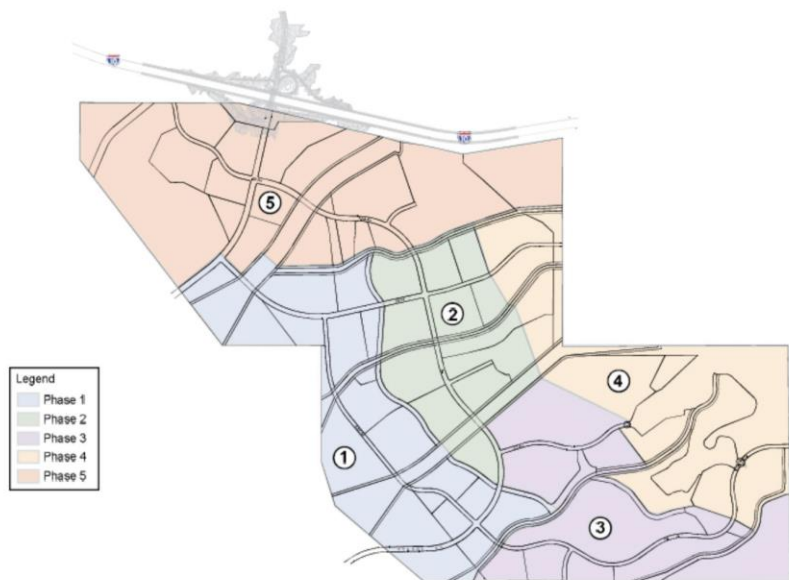 5
2
4
1
3
Legend
Phase 1
Phase 2
Phase 3
Phase 4
Phase 5